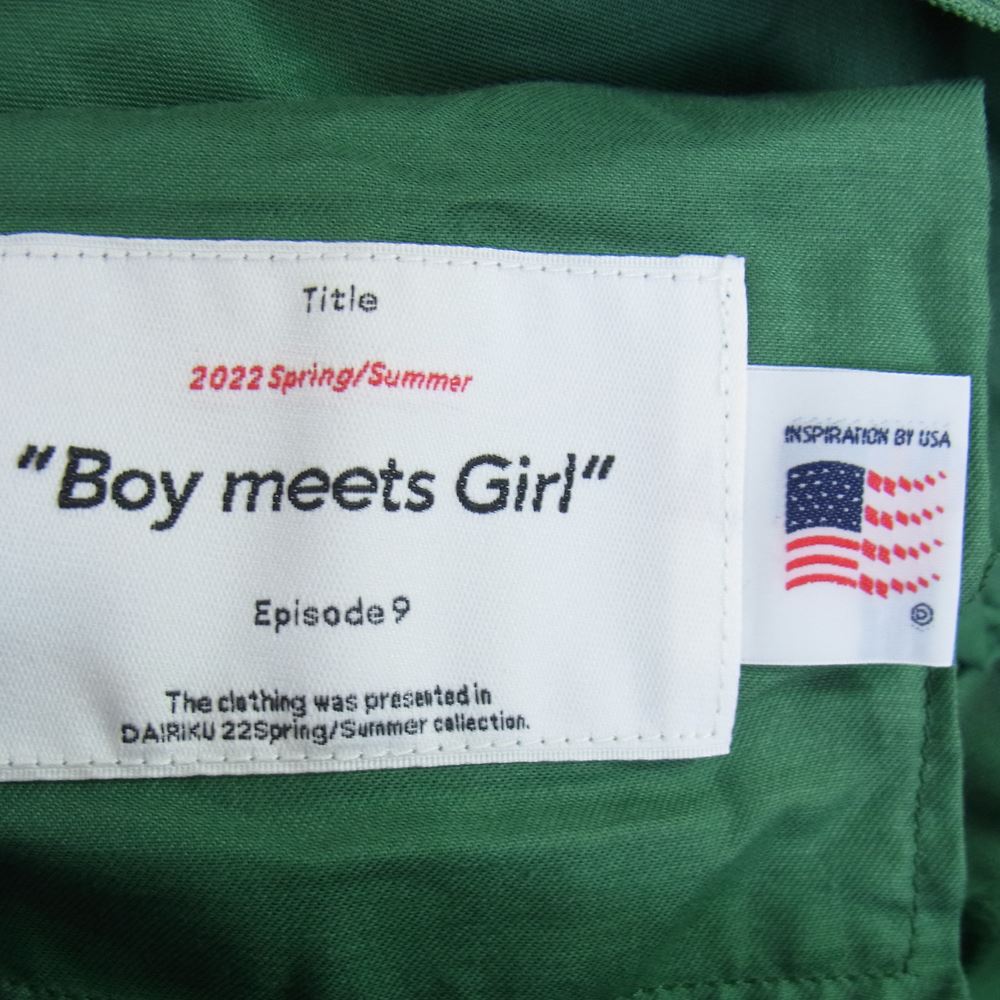 Title
2022 Spring/Summer
"Boy meets Girl"
Episode 9
The clothing was presented in
DAIRIKU 22Spring/Summer collection.
INSPIRATION BY USA
Ⓓ